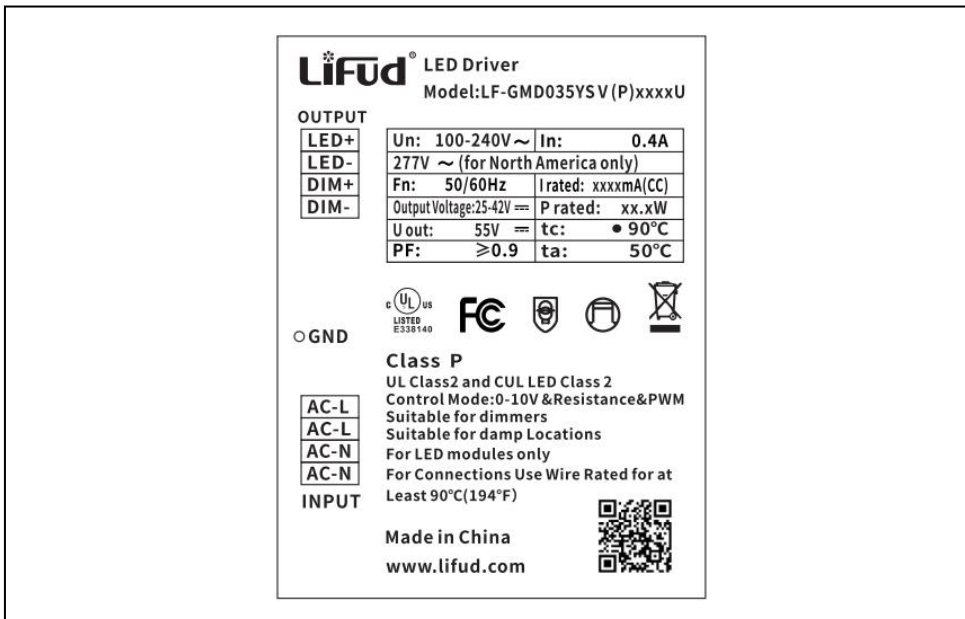 LiFud® LED Driver
Model:LF-GMD035YSV(P)xxxxU
OUTPUT
LED+
LED-
DIM+
DIM-
Un: 100-240V~ In: 0.4A
277V ~ (for North America only)
Fn: 50/60Hz I rated: xxxxmA(CC)
Output Voltage:25-42V ⎓ P rated: xx.xW
U out: 55V ⎓ tc: ● 90℃
PF: ≥0.9 ta: 50℃
c UL us
LISTED
E338140
FC
GND
Class P
UL Class2 and CUL LED Class 2
Control Mode:0-10V &Resistance&PWM
Suitable for dimmers
Suitable for damp Locations
For LED modules only
For Connections Use Wire Rated for at
Least 90℃(194℉)
AC-L
AC-L
AC-N
AC-N
INPUT
Made in China
www.lifud.com